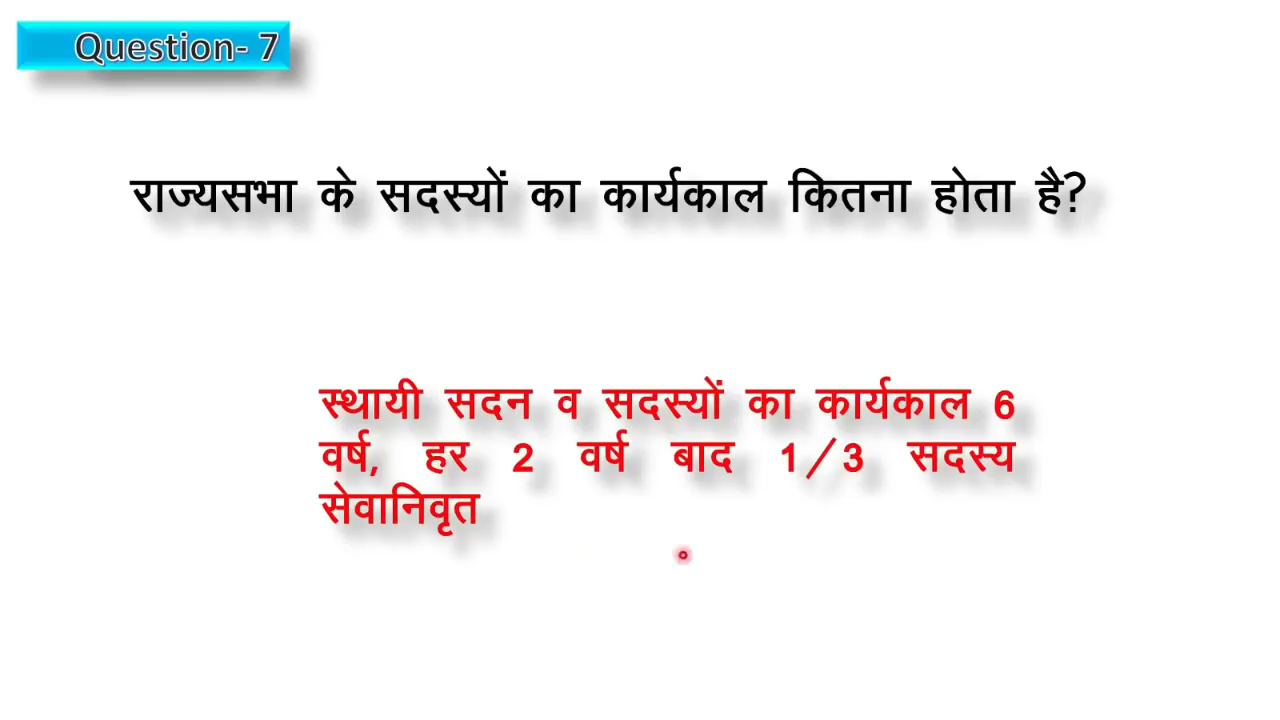 Question- 7
राज्यसभा के सदस्यों का कार्यकाल कितना होता है?
स्थायी सदन व सदस्यों का कार्यकाल 6
वर्ष, हर 2 वर्ष बाद 1/3 सदस्य
सेवानिवृत